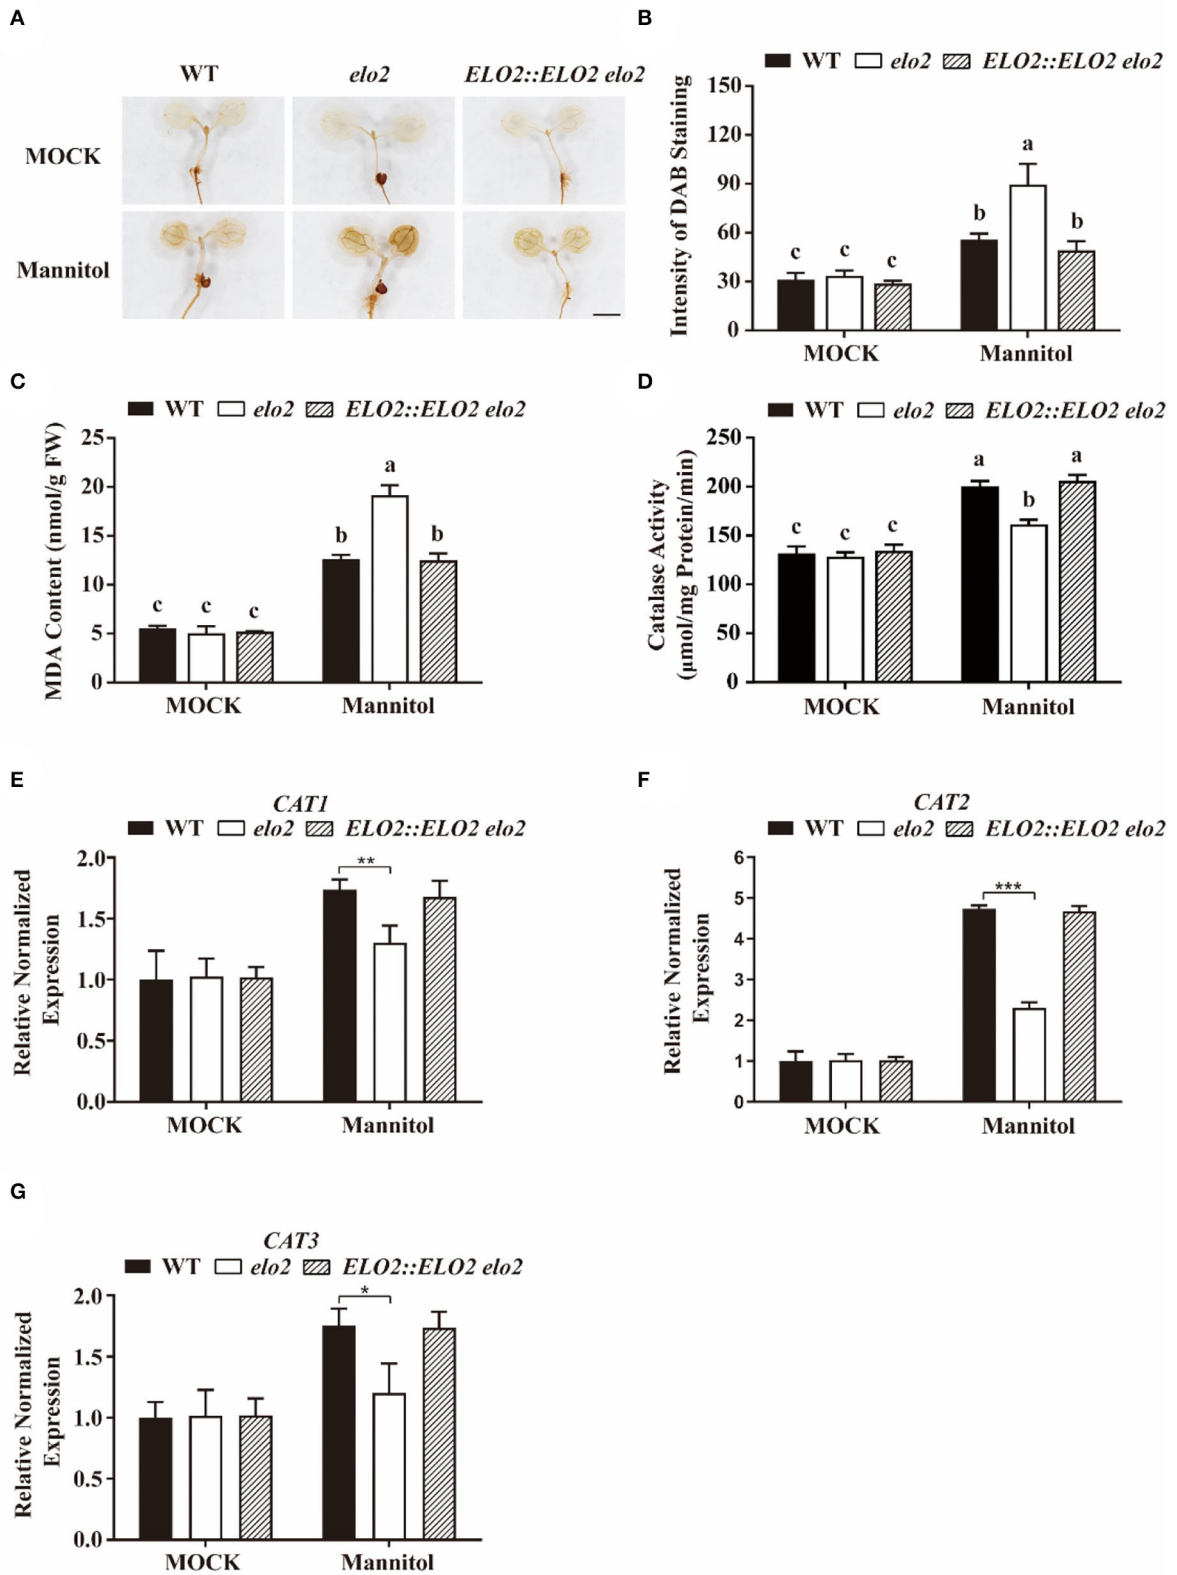 A
WT elo2 ELO2::ELO2 elo2
MOCK
Mannitol
B
WT elo2 ELO2::ELO2 elo2
Intensity of DAB Staining
150
120
90
60
30
0
c c c b a b
MOCK Mannitol
C
WT elo2 ELO2::ELO2 elo2
MDA Content (nmol/g FW)
25
20
15
10
5
0
c c c b a b
MOCK Mannitol
D
WT elo2 ELO2::ELO2 elo2
Catalase Activity
(μmol/mg Protein/min)
250
200
150
100
50
0
c c c a b a
MOCK Mannitol
E
CAT1
WT elo2 ELO2::ELO2 elo2
Relative Normalized
Expression
2.0
1.5
1.0
0.5
0.0
**
MOCK Mannitol
F
CAT2
WT elo2 ELO2::ELO2 elo2
Relative Normalized
Expression
6
5
4
3
2
1
0
***
MOCK Mannitol
G
CAT3
WT elo2 ELO2::ELO2 elo2
Relative Normalized
Expression
2.0
1.5
1.0
0.5
0.0
*
MOCK Mannitol